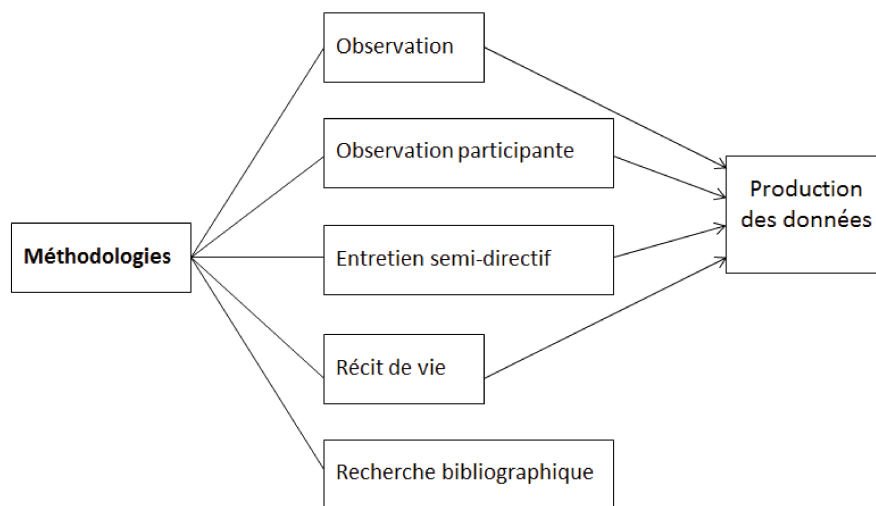 Observation
Observation participante
Méthodologies
Entretien semi-directif
Récit de vie
Recherche bibliographique
Production
des données